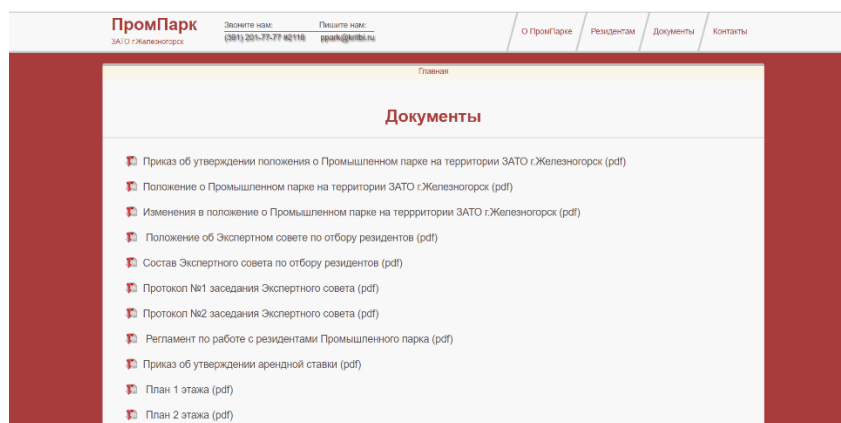 ПромПарк
ЗАТО г.Железногорск
Звоните нам:
(391) 201-77-77 #2116
Пишите нам:
ppark@kritbi.ru
О ПромПарке
Резидентам
Документы
Контакты
Главная
Документы
Приказ об утверждении положения о Промышленном парке на территории ЗАТО г.Железногорск (pdf)
Положение о Промышленном парке на территории ЗАТО г.Железногорск (pdf)
Изменения в положение о Промышленном парке на террритории ЗАТО г.Железногорск (pdf)
Положение об Экспертном совете по отбору резидентов (pdf)
Состав Экспертного совета по отбору резидентов (pdf)
Протокол №1 заседания Экспертного совета (pdf)
Протокол №2 заседания Экспертного совета (pdf)
Регламент по работе с резидентами Промышленного парка (pdf)
Приказ об утверждении арендной ставки (pdf)
План 1 этажа (pdf)
План 2 этажа (pdf)